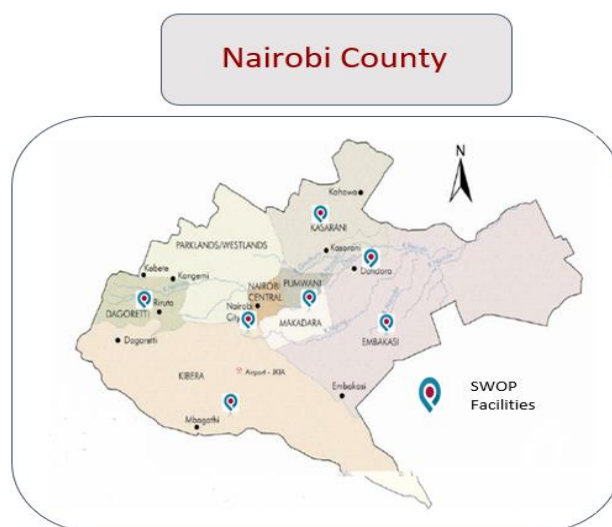 Nairobi County
N
Kahawa
KASARANI
Kasarani
PARKLANDS/WESTLANDS
Kabete
Kangemi
Dandora
PUMWANI
NAIROBI
CENTRAL
Nairobi
City
Riruta
DAGORETTI
MAKADARA
EMBAKASI
Dagoretti
KIBERA
Airport - JKIA
Embakasi
Mbagathi
SWOP
Facilities